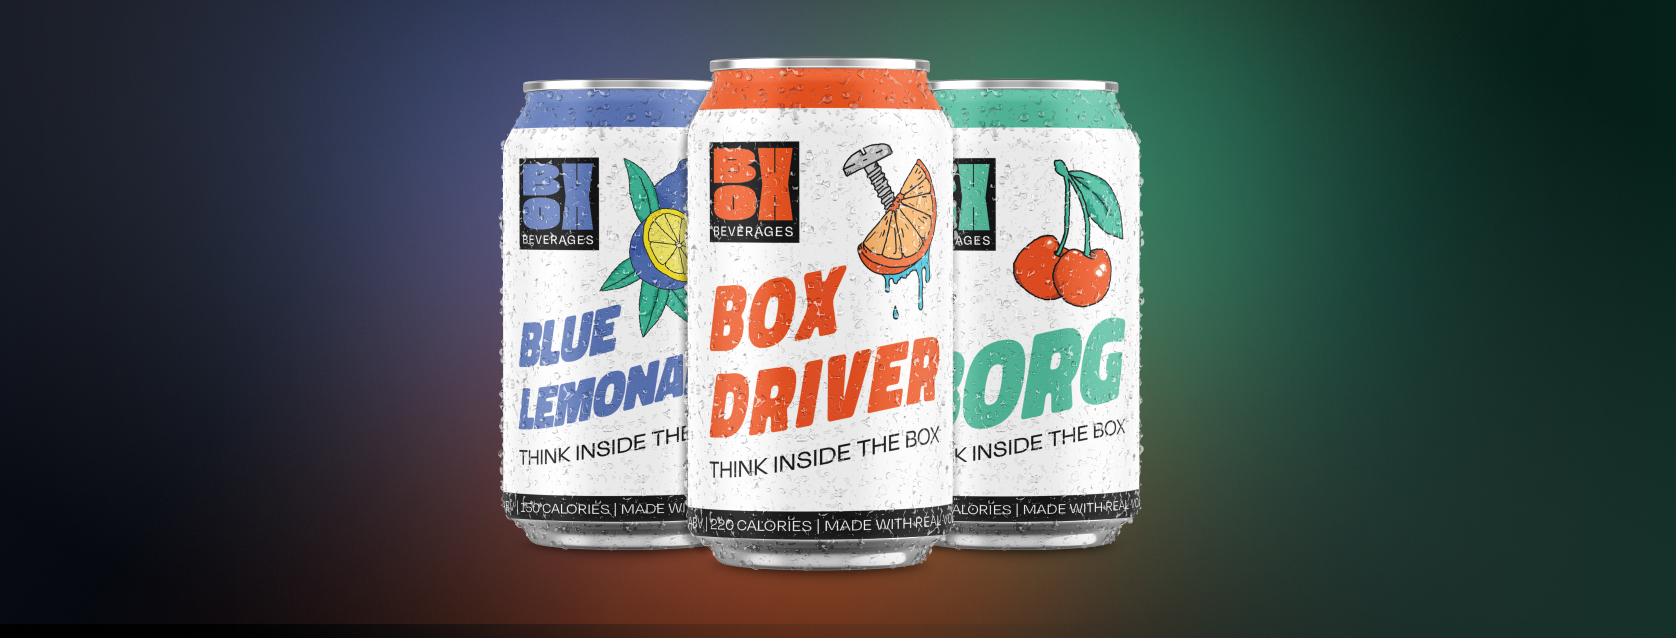 BOX
BEVERAGES
BLUE
LEMONA
THINK INSIDE THE
150 CALORIES | MADE WI
BOX
BEVERAGES
BOX
DRIVER
THINK INSIDE THE BOX
ABV | 220 CALORIES | MADE WITH REAL
AGES
BORG
K INSIDE THE BOX
ALORIES | MADE WITH REAL